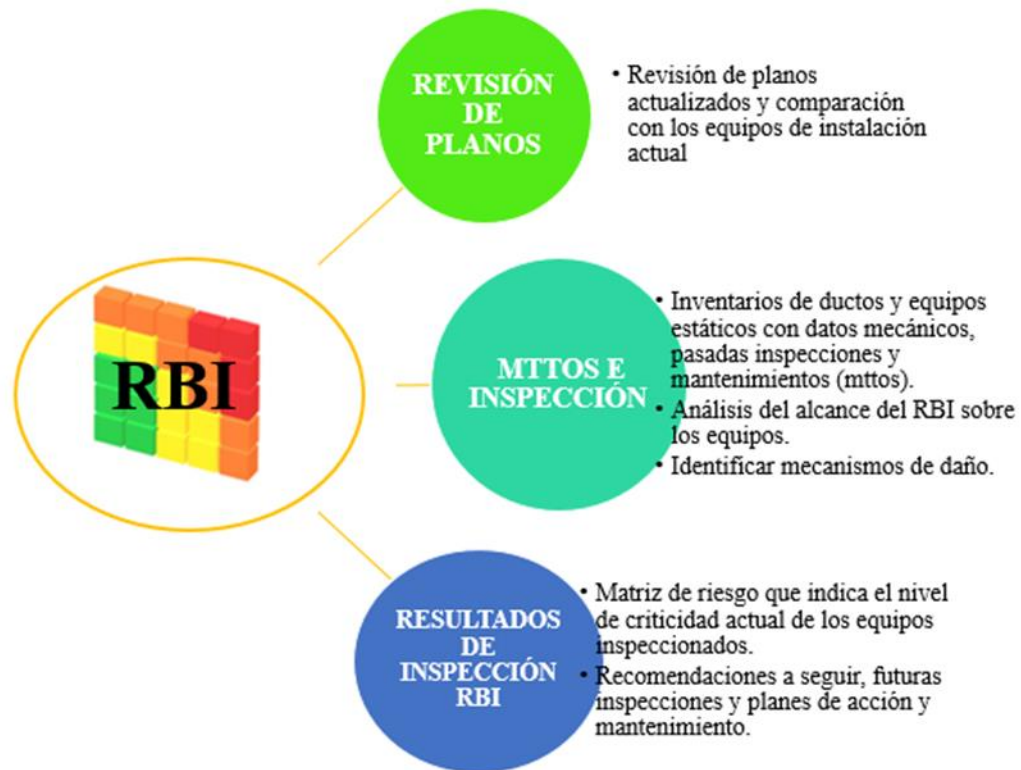 REVISIÓN
DE
PLANOS
• Revisión de planos
actualizados y comparación
con los equipos de instalación
actual
RBI
MTTOS E
INSPECCIÓN
• Inventarios de ductos y equipos
estáticos con datos mecánicos,
pasadas inspecciones y
mantenimientos (mttos).
• Análisis del alcance del RBI sobre
los equipos.
• Identificar mecanismos de daño.
RESULTADOS
DE
INSPECCIÓN
RBI
• Matriz de riesgo que indica el nivel
de criticidad actual de los equipos
inspeccionados.
• Recomendaciones a seguir, futuras
inspecciones y planes de acción y
mantenimiento.